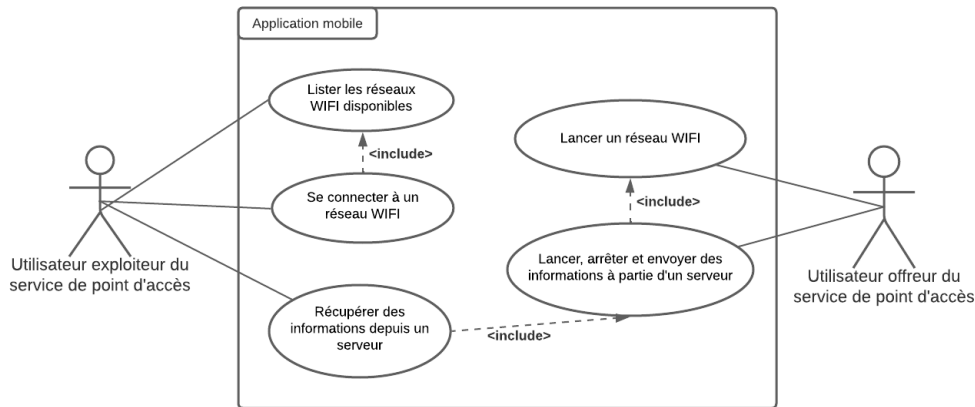 Application mobile
Lister les réseaux
WIFI disponibles
<include>
Se connecter à un
réseau WIFI
Récupérer des
informations depuis un
serveur
<include>
Lancer un réseau WIFI
<include>
Lancer, arrêter et envoyer des
informations à partie d'un serveur
Utilisateur exploiteur du
service de point d'accès
Utilisateur offreur du
service de point d'accès